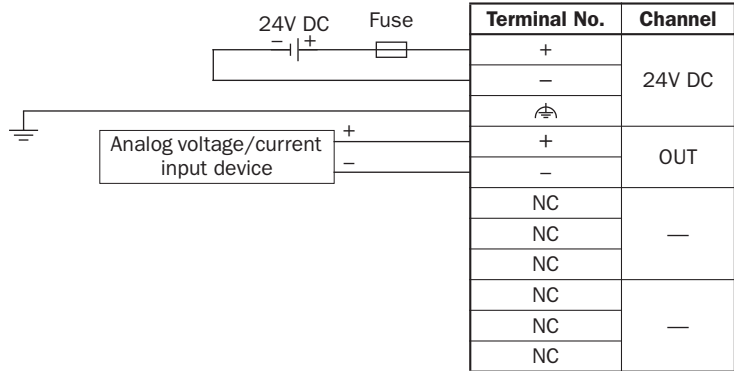 24V DC
Fuse
− +
Analog voltage/current
input device
+
−
Terminal No. Channel
+
−
24V DC
+
−
OUT
NC
NC
NC
—
NC
NC
NC
—